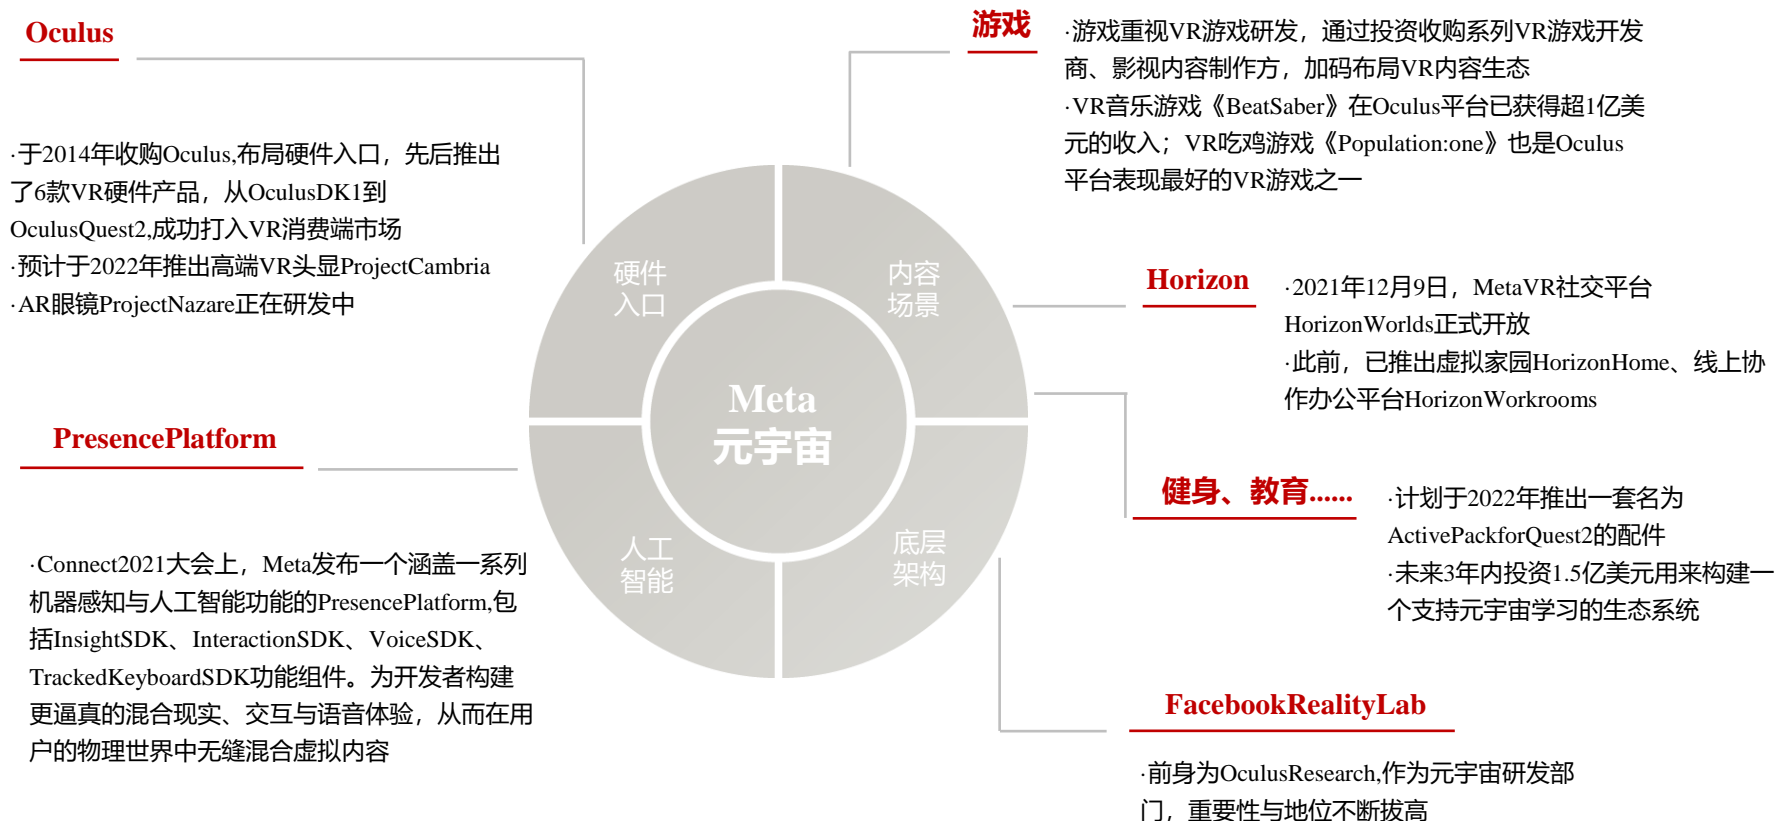 Oculus
·于2014年收购Oculus,布局硬件入口，先后推出
了6款VR硬件产品，从OculusDK1到
OculusQuest2,成功打入VR消费端市场
·预计于2022年推出高端VR头显ProjectCambria
·AR眼镜ProjectNazare正在研发中
PresencePlatform
·Connect2021大会上，Meta发布一个涵盖一系列
机器感知与人工智能功能的PresencePlatform,包
括InsightSDK、InteractionSDK、VoiceSDK、
TrackedKeyboardSDK功能组件。为开发者构建
更逼真的混合现实、交互与语音体验，从而在用
户的物理世界中无缝混合虚拟内容
硬件
入口
内容
场景
Meta
元宇宙
人工
智能
底层
架构
游戏
·游戏重视VR游戏研发，通过投资收购系列VR游戏开发
商、影视内容制作方，加码布局VR内容生态
·VR音乐游戏《BeatSaber》在Oculus平台已获得超1亿美
元的收入；VR吃鸡游戏《Population:one》也是Oculus
平台表现最好的VR游戏之一
Horizon
·2021年12月9日，MetaVR社交平台
HorizonWorlds正式开放
·此前，已推出虚拟家园HorizonHome、线上协
作办公平台HorizonWorkrooms
健身、教育......
·计划于2022年推出一套名为
ActivePackforQuest2的配件
·未来3年内投资1.5亿美元用来构建一
个支持元宇宙学习的生态系统
FacebookRealityLab
·前身为OculusResearch,作为元宇宙研发部
门，重要性与地位不断拔高